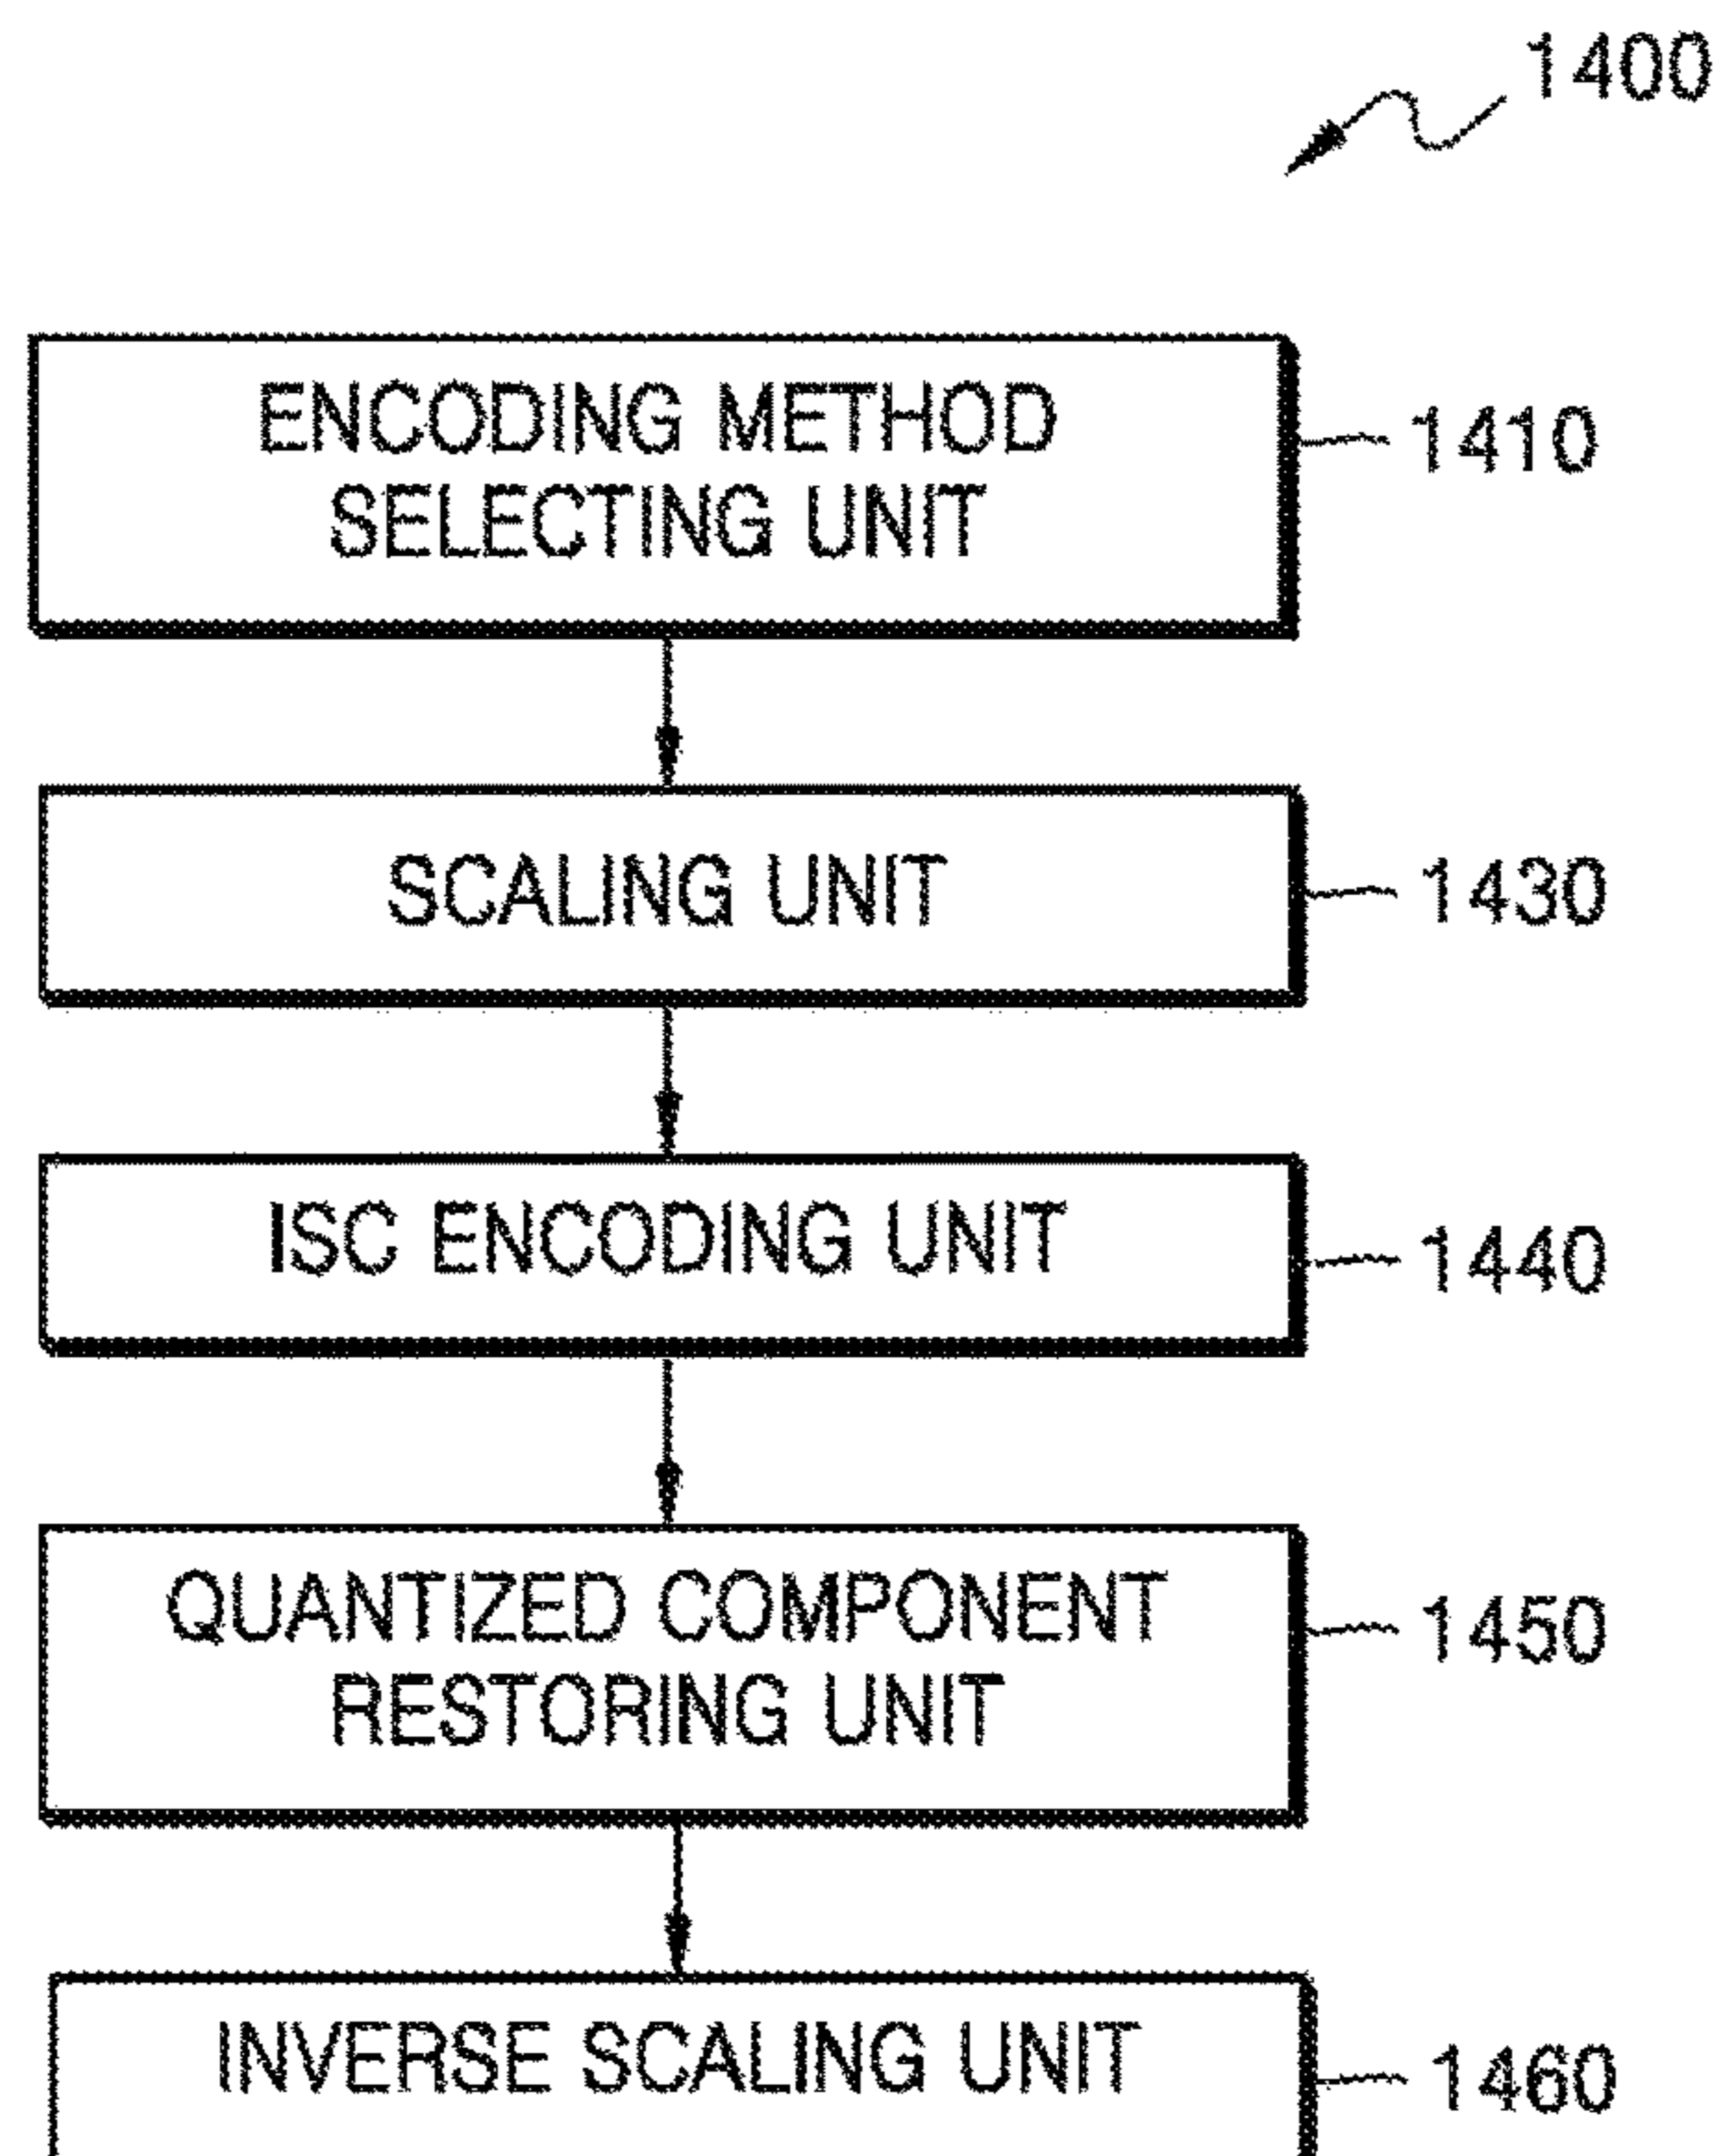 1400
ENCODING METHOD
SELECTING UNIT
1410
SCALING UNIT
1430
ISC ENCODING UNIT
1440
QUANTIZED COMPONENT
RESTORING UNIT
1450
INVERSE SCALING UNIT
1460